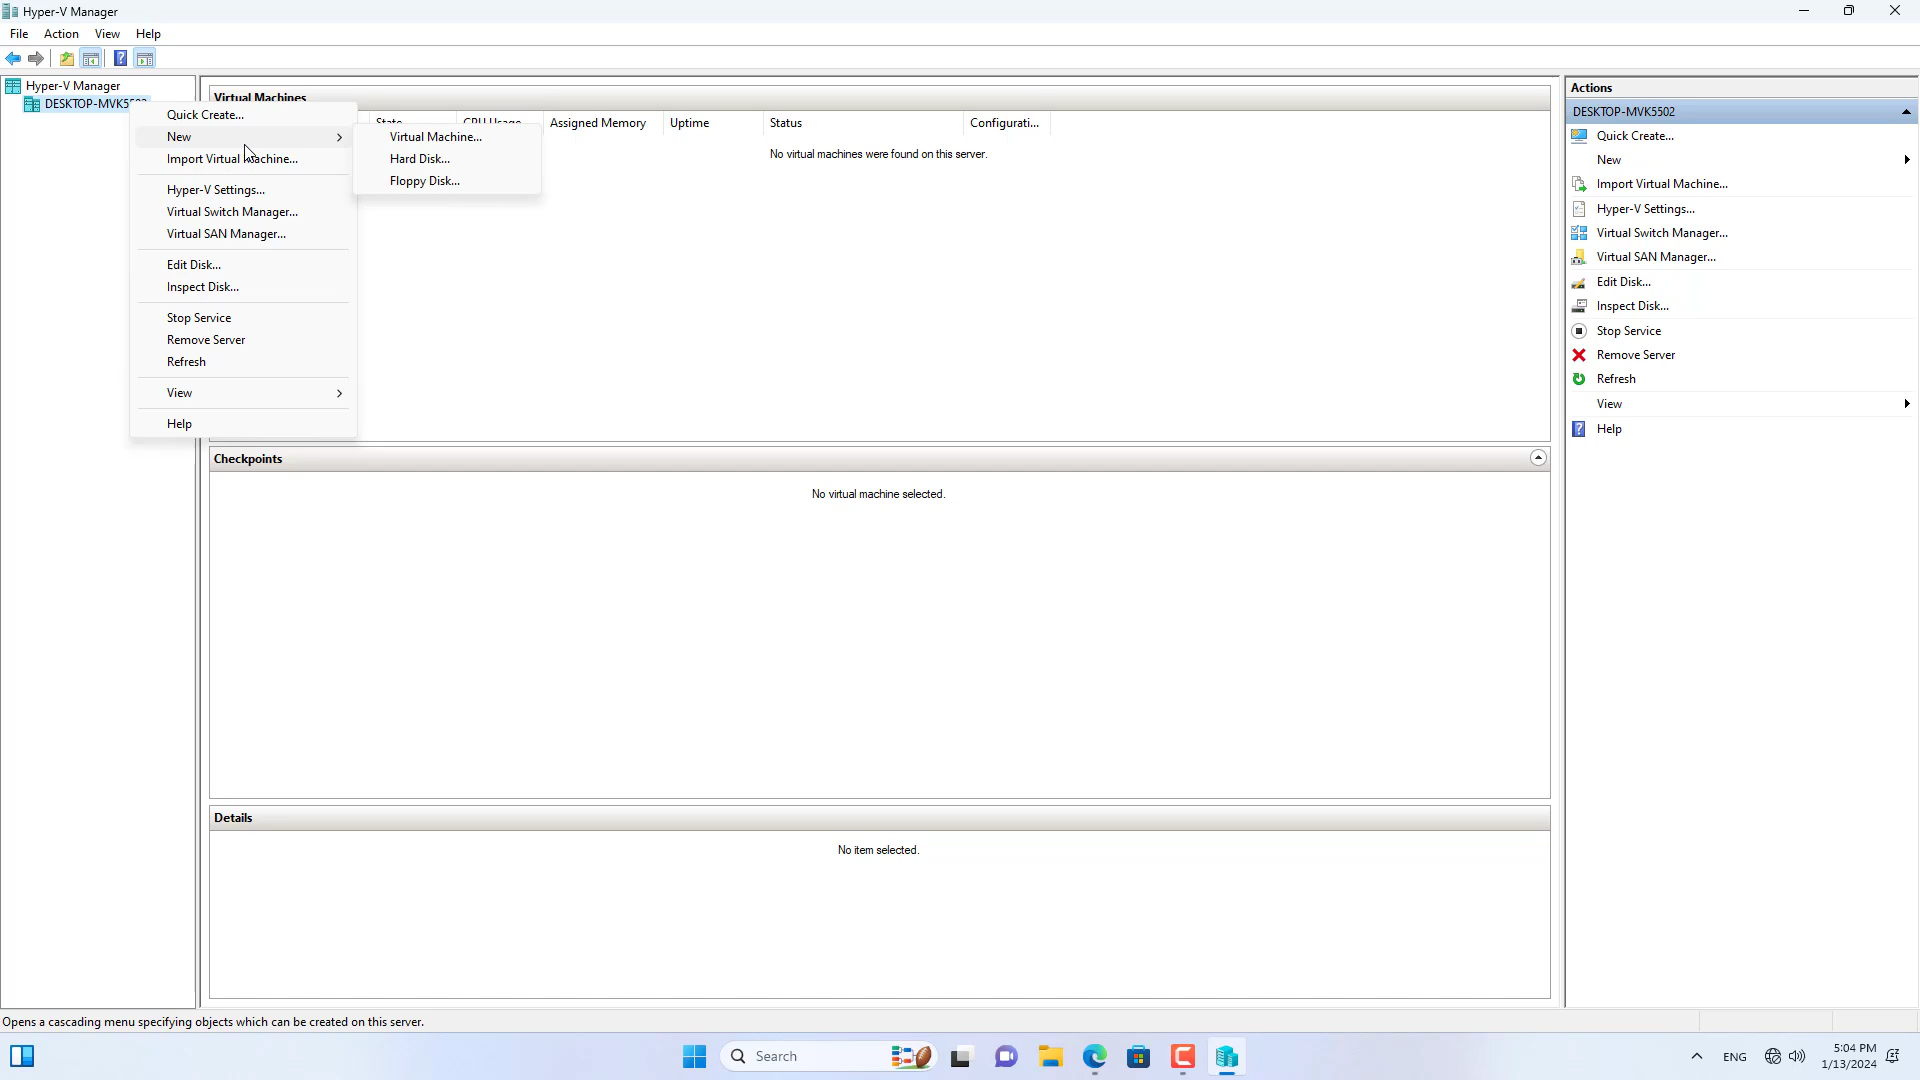 Hyper-V Manager
File Action View Help
Hyper-V Manager
DESKTOP-MVK5502
Quick Create...
New
Import Virtual Machine...
Hyper-V Settings...
Virtual Switch Manager...
Virtual SAN Manager...
Edit Disk...
Inspect Disk...
Stop Service
Remove Server
Refresh
View
Help
Virtual Machine...
Hard Disk...
Floppy Disk...
Virtual Machines
State CPU Usage Assigned Memory Uptime Status Configurati...
No virtual machines were found on this server.
Checkpoints
No virtual machine selected.
Details
No item selected.
Actions
DESKTOP-MVK5502
Quick Create...
New
Import Virtual Machine...
Hyper-V Settings...
Virtual Switch Manager...
Virtual SAN Manager...
Edit Disk...
Inspect Disk...
Stop Service
Remove Server
Refresh
View
Help
Opens a cascading menu specifying objects which can be created on this server.
Search
ENG
5:04 PM
1/13/2024